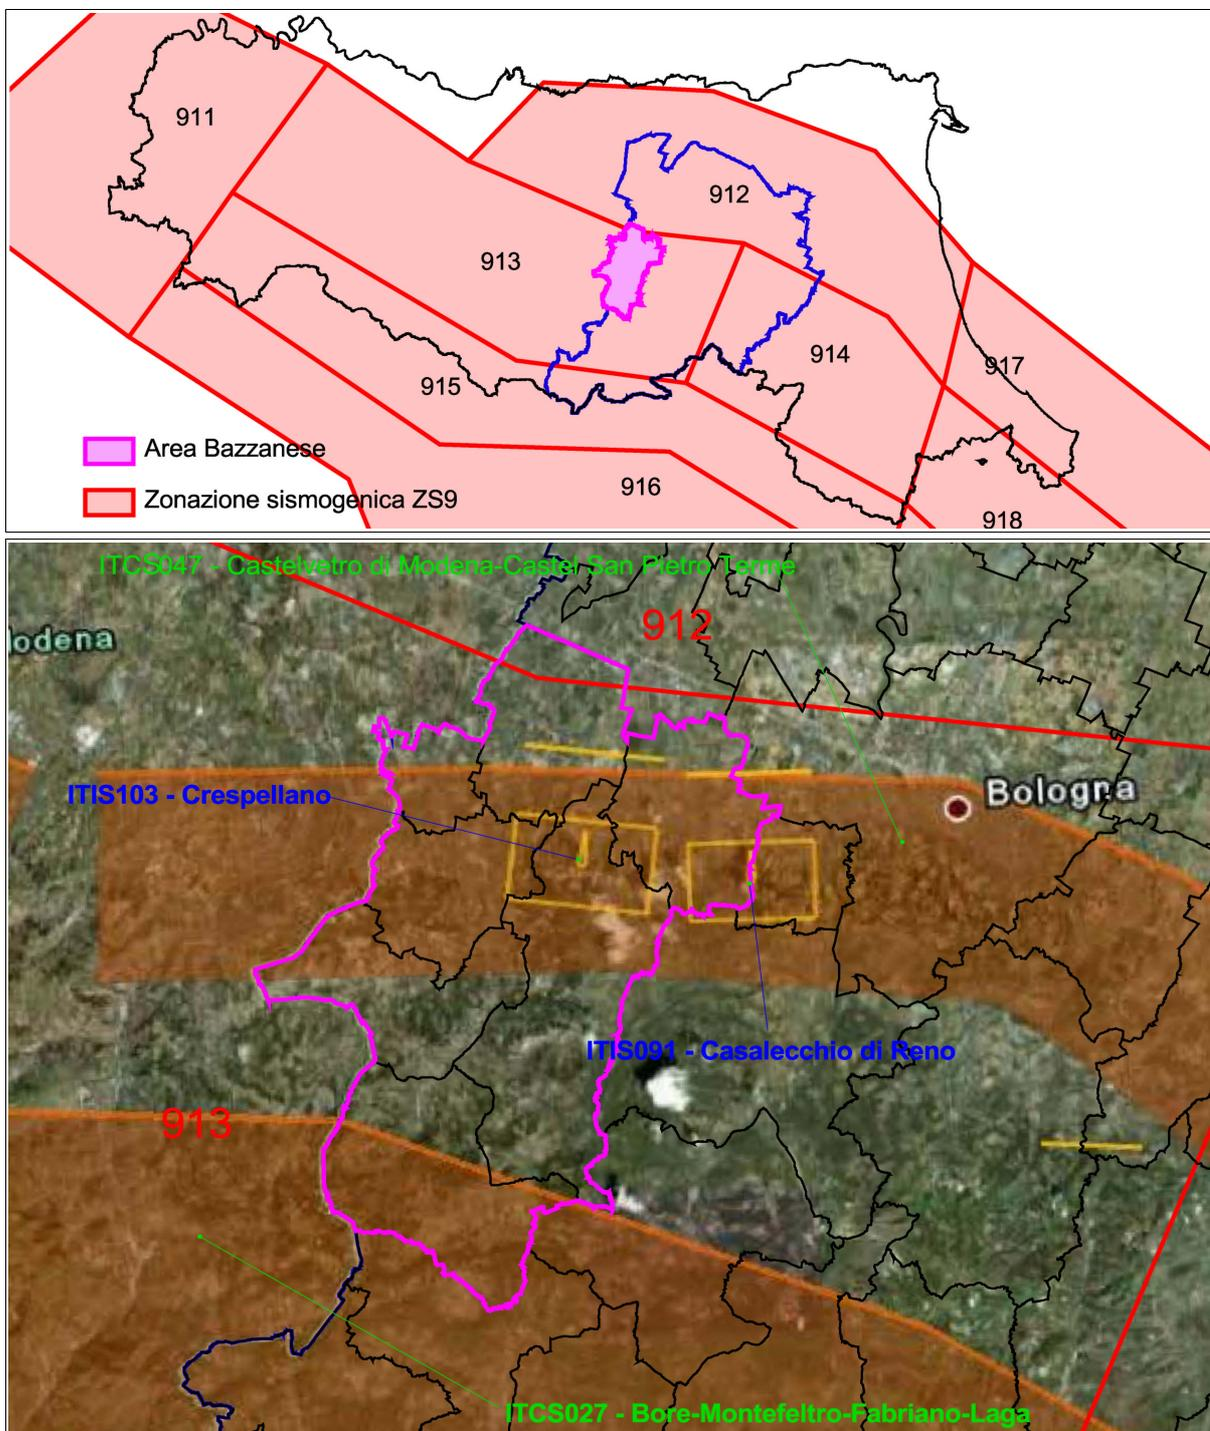 911
912
913
914
917
915
Area Bazzanese
916
Zonazione sismogenica ZS9
918
ITCS047 - Castelvetro di Modena-Castel San Pietro Terme
912
lodena
Bologna
ITIS103 - Crespellano
ITIS091 - Casalecchio di Reno
913
ITCS027 - Bore-Montefeltro-Fabriano-Laga